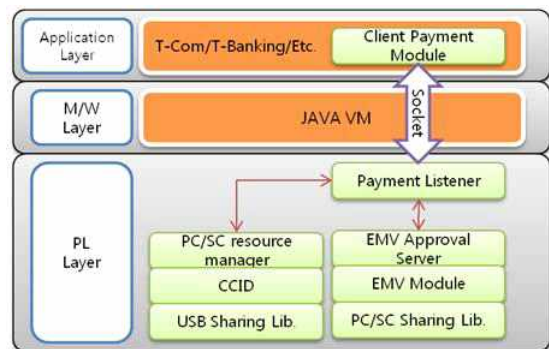 Application
Layer
T-Com/T-Banking/Etc.
Client Payment
Module
Socket
M/W
Layer
JAVA VM
PL
Layer
Payment Listener
PC/SC resource
manager
CCID
USB Sharing Lib.
EMV Approval
Server
EMV Module
PC/SC Sharing Lib.